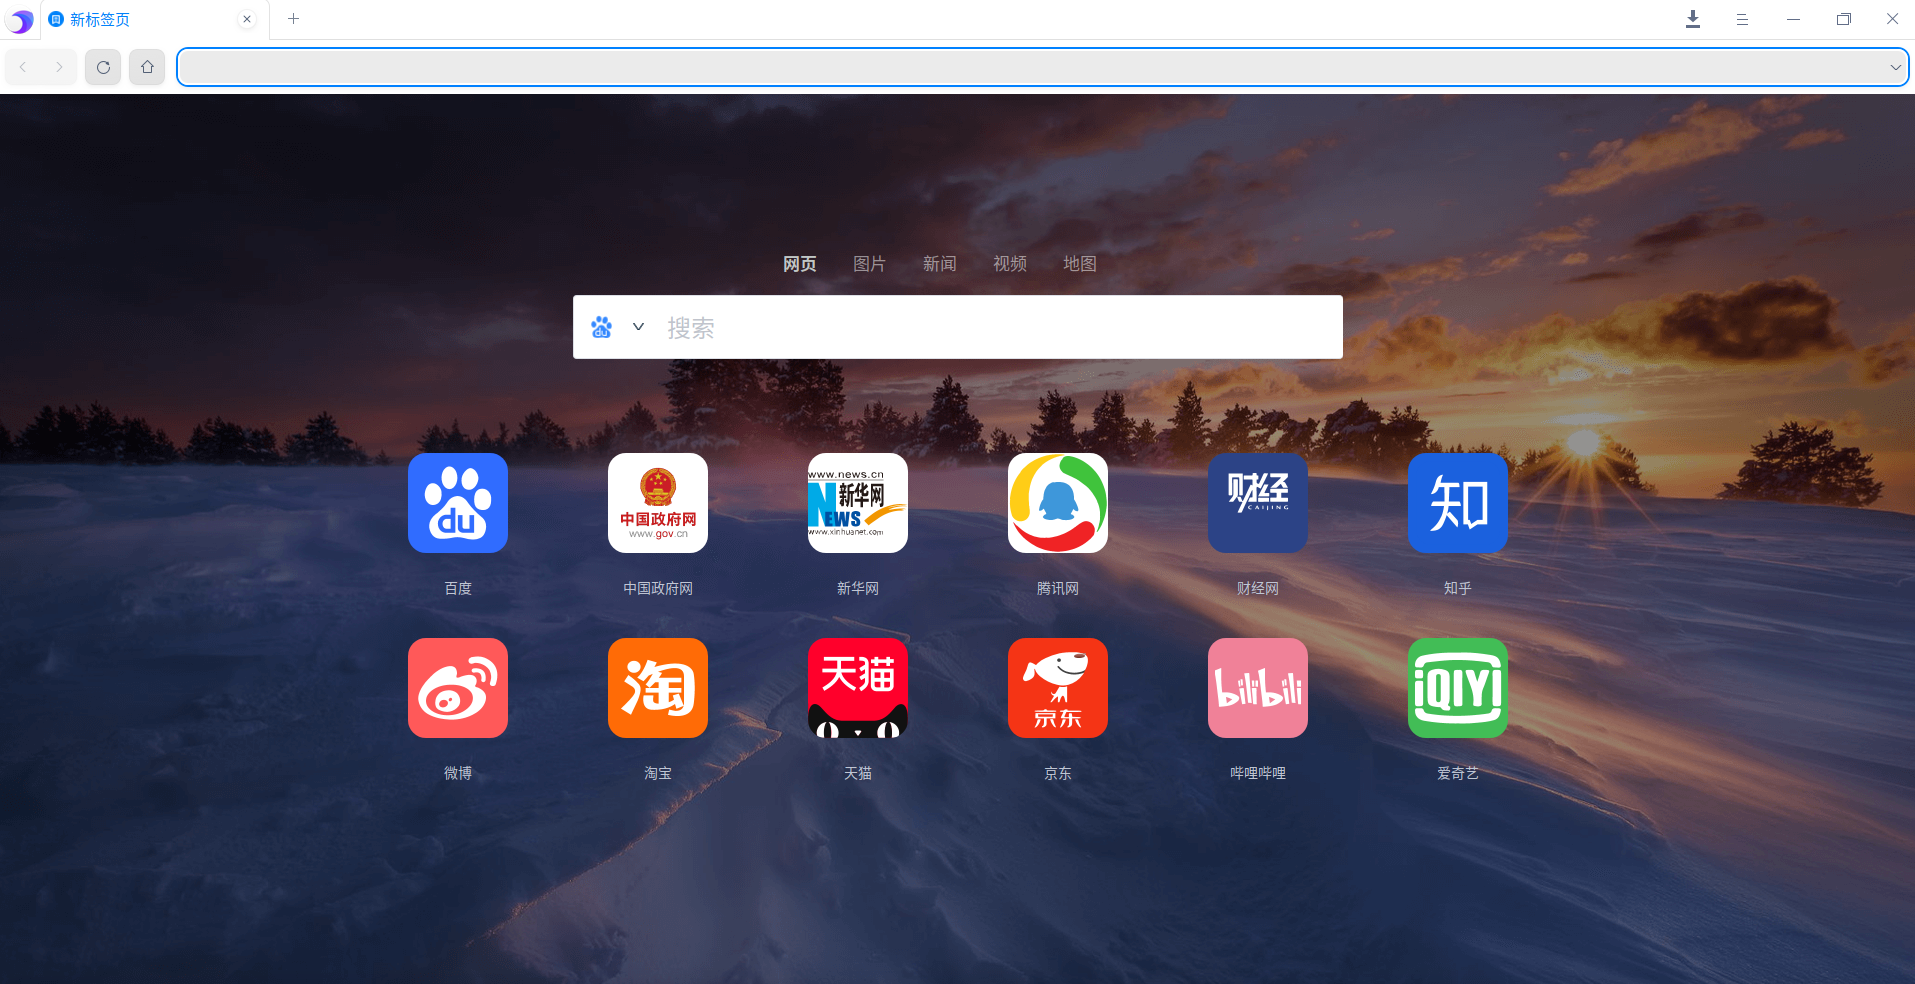 新标签页
网页 图片 新闻 视频 地图
du 搜索
du
中国政府网
www.gov.cn
www.news.cn
新华网
NEWS
www.xinhuanet.com
财经
CAIJING
知
百度 中国政府网 新华网 腾讯网 财经网 知乎
淘
天猫
京东
bilibili
iQIYI
微博 淘宝 天猫 京东 哔哩哔哩 爱奇艺